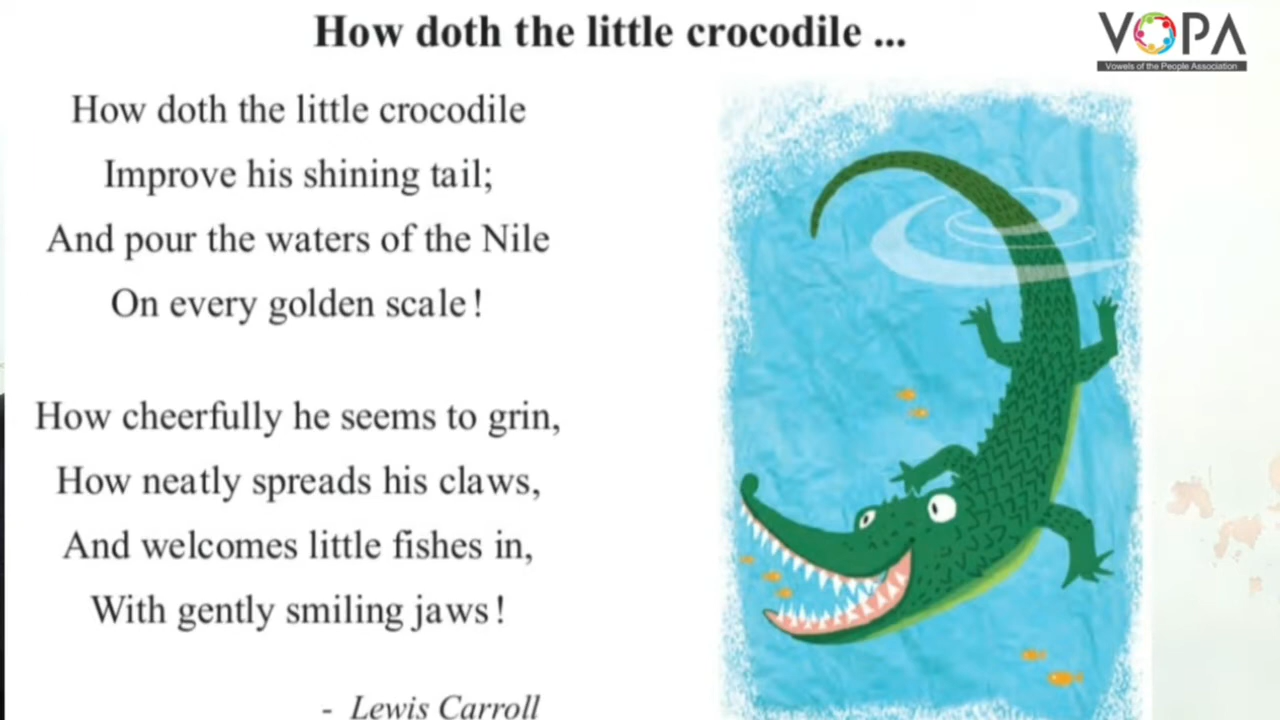 How doth the little crocodile ...
VOPA
Vowels of the People Association
How doth the little crocodile
Improve his shining tail;
And pour the waters of the Nile
On every golden scale!
How cheerfully he seems to grin,
How neatly spreads his claws,
And welcomes little fishes in,
With gently smiling jaws!
- Lewis Carroll